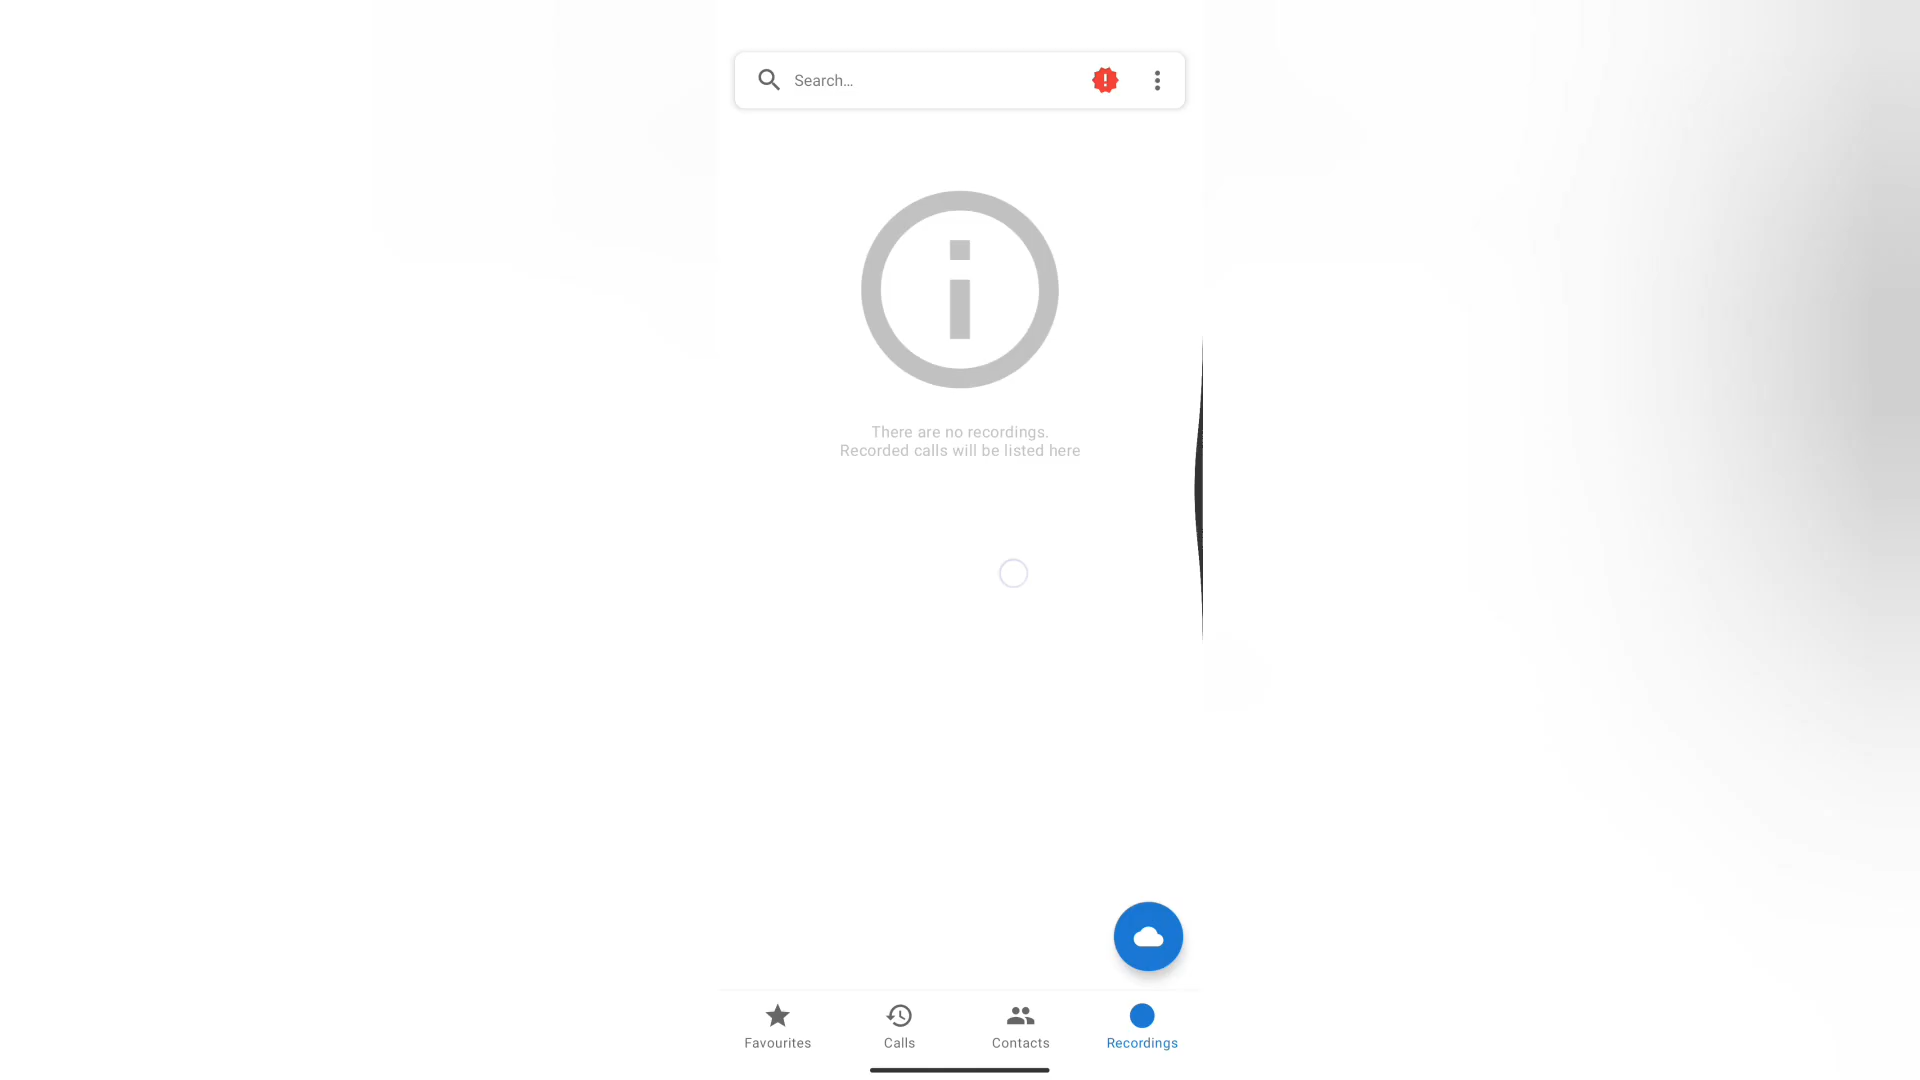 Search...
There are no recordings.
Recorded calls will be listed here
Favourites
Calls
Contacts
Recordings